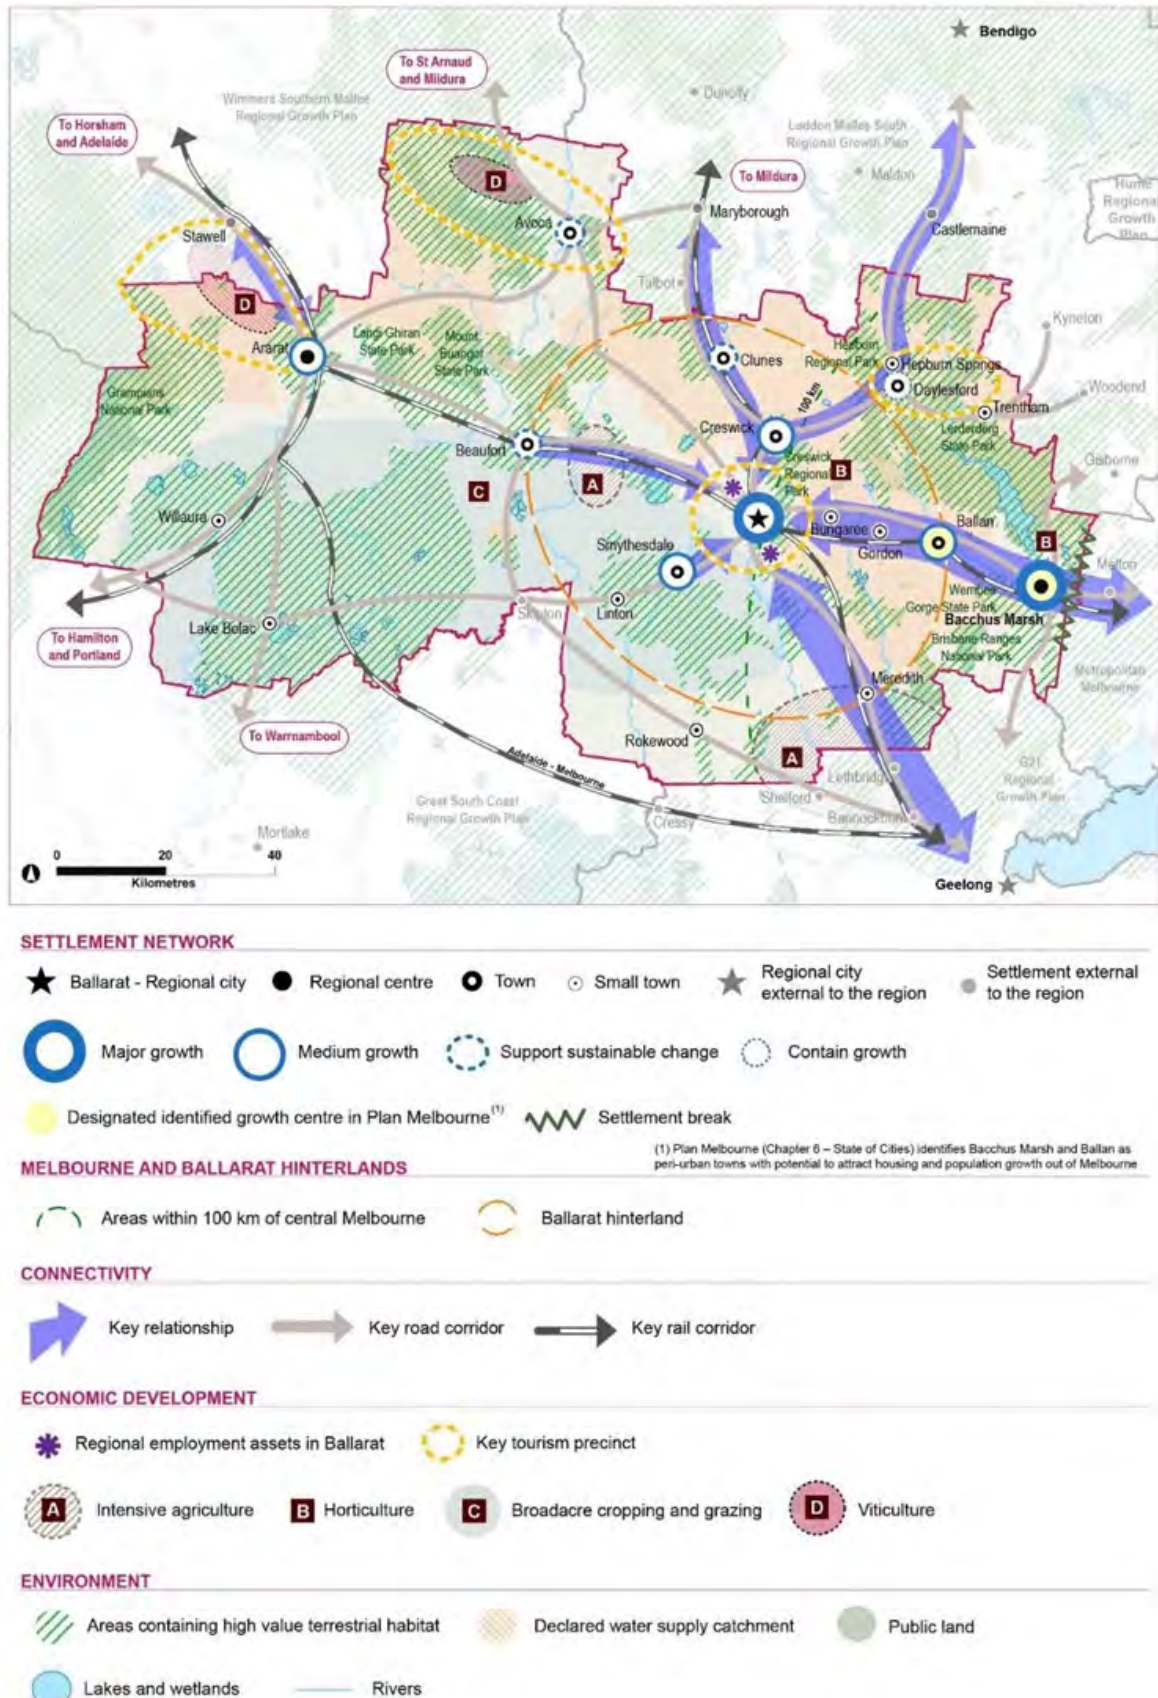 Bendigo
To St Arnaud
and Mildura
Dunolly
Wimmera Southern Mallee
Regional Growth Plan
Loddon Mallee South
Regional Growth Plan
To Horsham
and Adelaide
Maldon
To Mildura
Hume
Regional
Growth
Plan
D
Maryborough
Avoca
Castlemaine
Stawell
Talbot
D
Kyneton
Ararat
Langi Ghiran
State Park
Mount
Buangor
State Park
Clunes
Hepburn
Regional Park
Hepburn Springs
Daylesford
Woodend
Grampians
National Park
100 km
Trentham
Creswick
Lerderderg
State Park
Beaufort
Creswick
Regional
Park
B
Gisborne
A
C
Willaura
Bungaree
Gordon
Ballan
Smythesdale
B
Melton
Linton
Skipton
Werribee
Gorge State Park
Bacchus Marsh
Lake Bolac
Brisbane Ranges
National Park
To Hamilton
and Portland
Metropolitan
Melbourne
Meredith
To Warrnambool
Rokewood
A
Adelaide - Melbourne
Lethbridge
G21
Regional
Growth Plan
Shelford
Great South Coast
Regional Growth Plan
Cressy
Bannockburn
Mortlake
0 20 40
Kilometres
Geelong
SETTLEMENT NETWORK
Ballarat - Regional city Regional centre Town Small town Regional city external to the region Settlement external to the region
Major growth Medium growth Support sustainable change Contain growth
Designated identified growth centre in Plan Melbourne(1) Settlement break
(1) Plan Melbourne (Chapter 6 – State of Cities) identifies Bacchus Marsh and Ballan as
peri-urban towns with potential to attract housing and population growth out of Melbourne
MELBOURNE AND BALLARAT HINTERLANDS
Areas within 100 km of central Melbourne Ballarat hinterland
CONNECTIVITY
Key relationship Key road corridor Key rail corridor
ECONOMIC DEVELOPMENT
Regional employment assets in Ballarat Key tourism precinct
A Intensive agriculture B Horticulture C Broadacre cropping and grazing D Viticulture
ENVIRONMENT
Areas containing high value terrestrial habitat Declared water supply catchment Public land
Lakes and wetlands Rivers